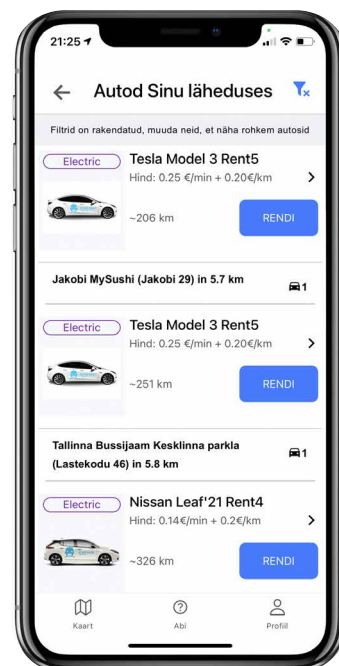 21:25
Autod Sinu läheduses
Filtrid on rakendatud, muuda neid, et näha rohkem autosid
Electric
Tesla Model 3 Rent5
Hind: 0.25 €/min + 0.20€/km
~206 km
RENDI
Jakobi MySushi (Jakobi 29) in 5.7 km
1
Electric
Tesla Model 3 Rent5
Hind: 0.25 €/min + 0.20€/km
~251 km
RENDI
Tallinna Bussijaam Kesklinna parkla
(Lastekodu 46) in 5.8 km
1
Electric
Nissan Leaf'21 Rent4
Hind: 0.14€/min + 0.2€/km
~326 km
RENDI
Kaart
Abi
Profiil